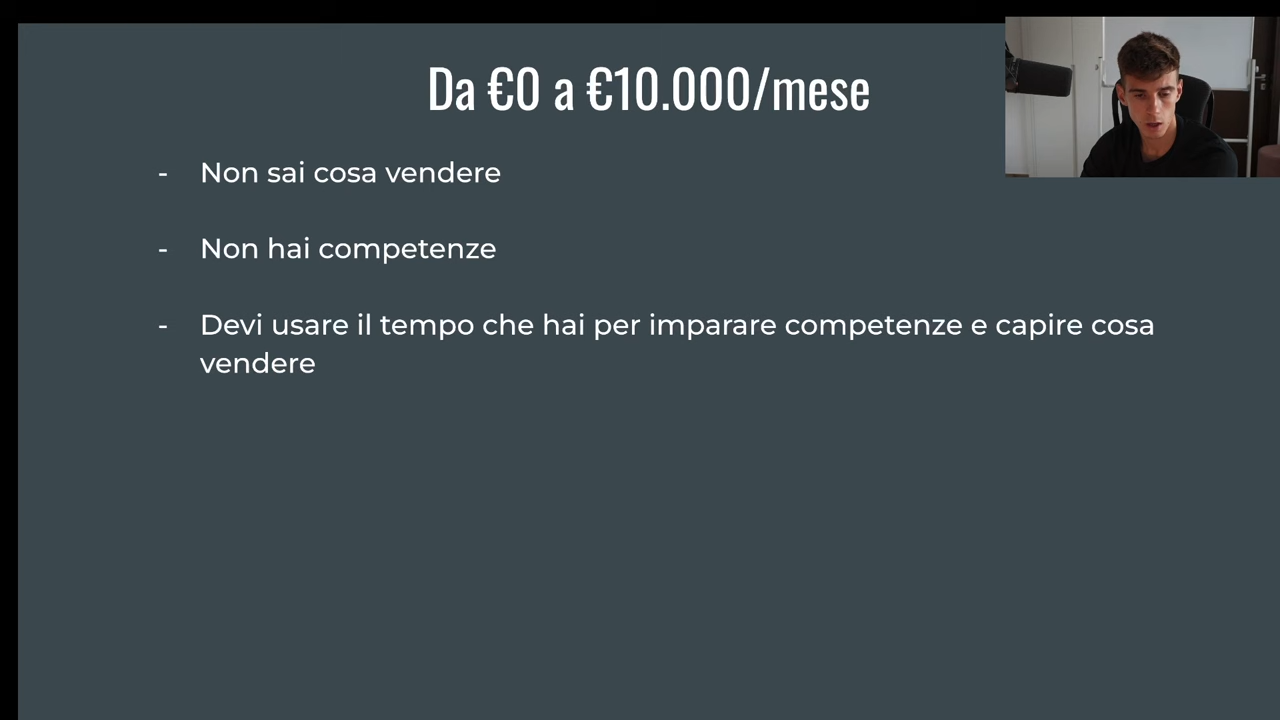 Da €0 a €10.000/mese
- Non sai cosa vendere
- Non hai competenze
- Devi usare il tempo che hai per imparare competenze e capire cosa
vendere